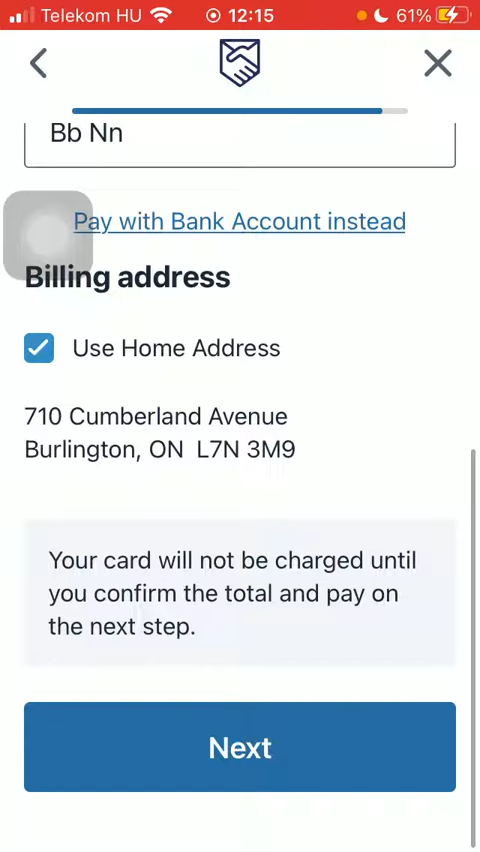 Telekom HU 12:15 61%
Bb Nn
Pay with Bank Account instead
Billing address
Use Home Address
710 Cumberland Avenue
Burlington, ON L7N 3M9
Your card will not be charged until
you confirm the total and pay on
the next step.
Next